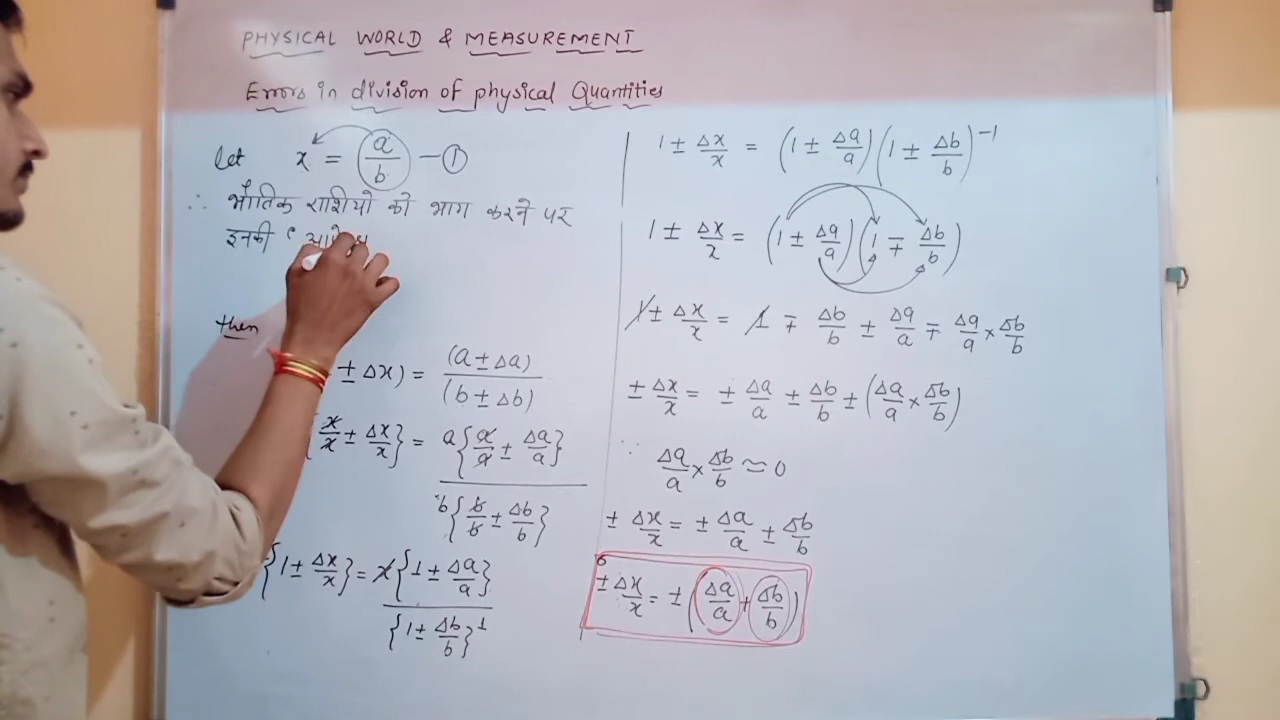 PHYSICAL WORLD & MEASUREMENT
Errors in division of physical Quantities
let x = a/b — ①
∴ भौतिक राशियो को भाग करने पर
इनकी
then
± Δx) = (a ± Δa)/(b ± Δb)
{x/x ± Δx/x} = a{a/a ± Δa/a}/b{b/b ± Δb/b}
{1 ± Δx/x} = x{1 ± Δa/a}/{1 ± Δb/b}¹
1 ± Δx/x = (1 ± Δa/a)(1 ± Δb/b)⁻¹
1 ± Δx/x = (1 ± Δa/a)(1 ∓ Δb/b)
1 ± Δx/x = 1 ∓ Δb/b ± Δa/a ∓ Δa/a × Δb/b
± Δx/x = ± Δa/a ± Δb/b ± (Δa/a × Δb/b)
∵ Δa/a × Δb/b ≈ 0
± Δx/x = ± Δa/a ± Δb/b
± Δx/x = ± (Δa/a + Δb/b)